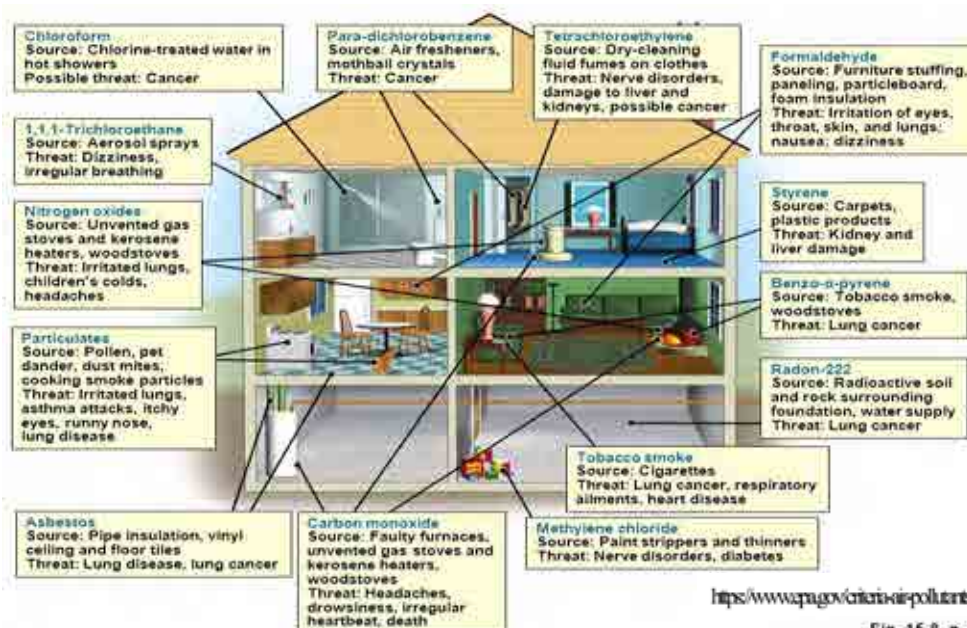 Chloroform
Source: Chlorine-treated water in
hot showers
Possible threat: Cancer
Para-dichlorobenzene
Source: Air fresheners,
mothball crystals
Threat: Cancer
Tetrachloroethylene
Source: Dry-cleaning
fluid fumes on clothes
Threat: Nerve disorders,
damage to liver and
kidneys, possible cancer
Formaldehyde
Source: Furniture stuffing,
paneling, particleboard,
foam insulation
Threat: Irritation of eyes,
throat, skin, and lungs;
nausea; dizziness
1,1,1-Trichloroethane
Source: Aerosol sprays
Threat: Dizziness,
irregular breathing
Styrene
Source: Carpets,
plastic products
Threat: Kidney and
liver damage
Nitrogen oxides
Source: Unvented gas
stoves and kerosene
heaters, woodstoves
Threat: Irritated lungs,
children's colds,
headaches
Benzo-α-pyrene
Source: Tobacco smoke,
woodstoves
Threat: Lung cancer
Particulates
Source: Pollen, pet
dander, dust mites,
cooking smoke particles
Threat: Irritated lungs,
asthma attacks, itchy
eyes, runny nose,
lung disease
Radon-222
Source: Radioactive soil
and rock surrounding
foundation, water supply
Threat: Lung cancer
Tobacco smoke
Source: Cigarettes
Threat: Lung cancer, respiratory
ailments, heart disease
Asbestos
Source: Pipe insulation, vinyl
ceiling and floor tiles
Threat: Lung disease, lung cancer
Carbon monoxide
Source: Faulty furnaces,
unvented gas stoves and
kerosene heaters,
woodstoves
Threat: Headaches,
drowsiness, irregular
heartbeat, death
Methylene chloride
Source: Paint strippers and thinners
Threat: Nerve disorders, diabetes
https://www.epa.gov/criteria-air-pollutants